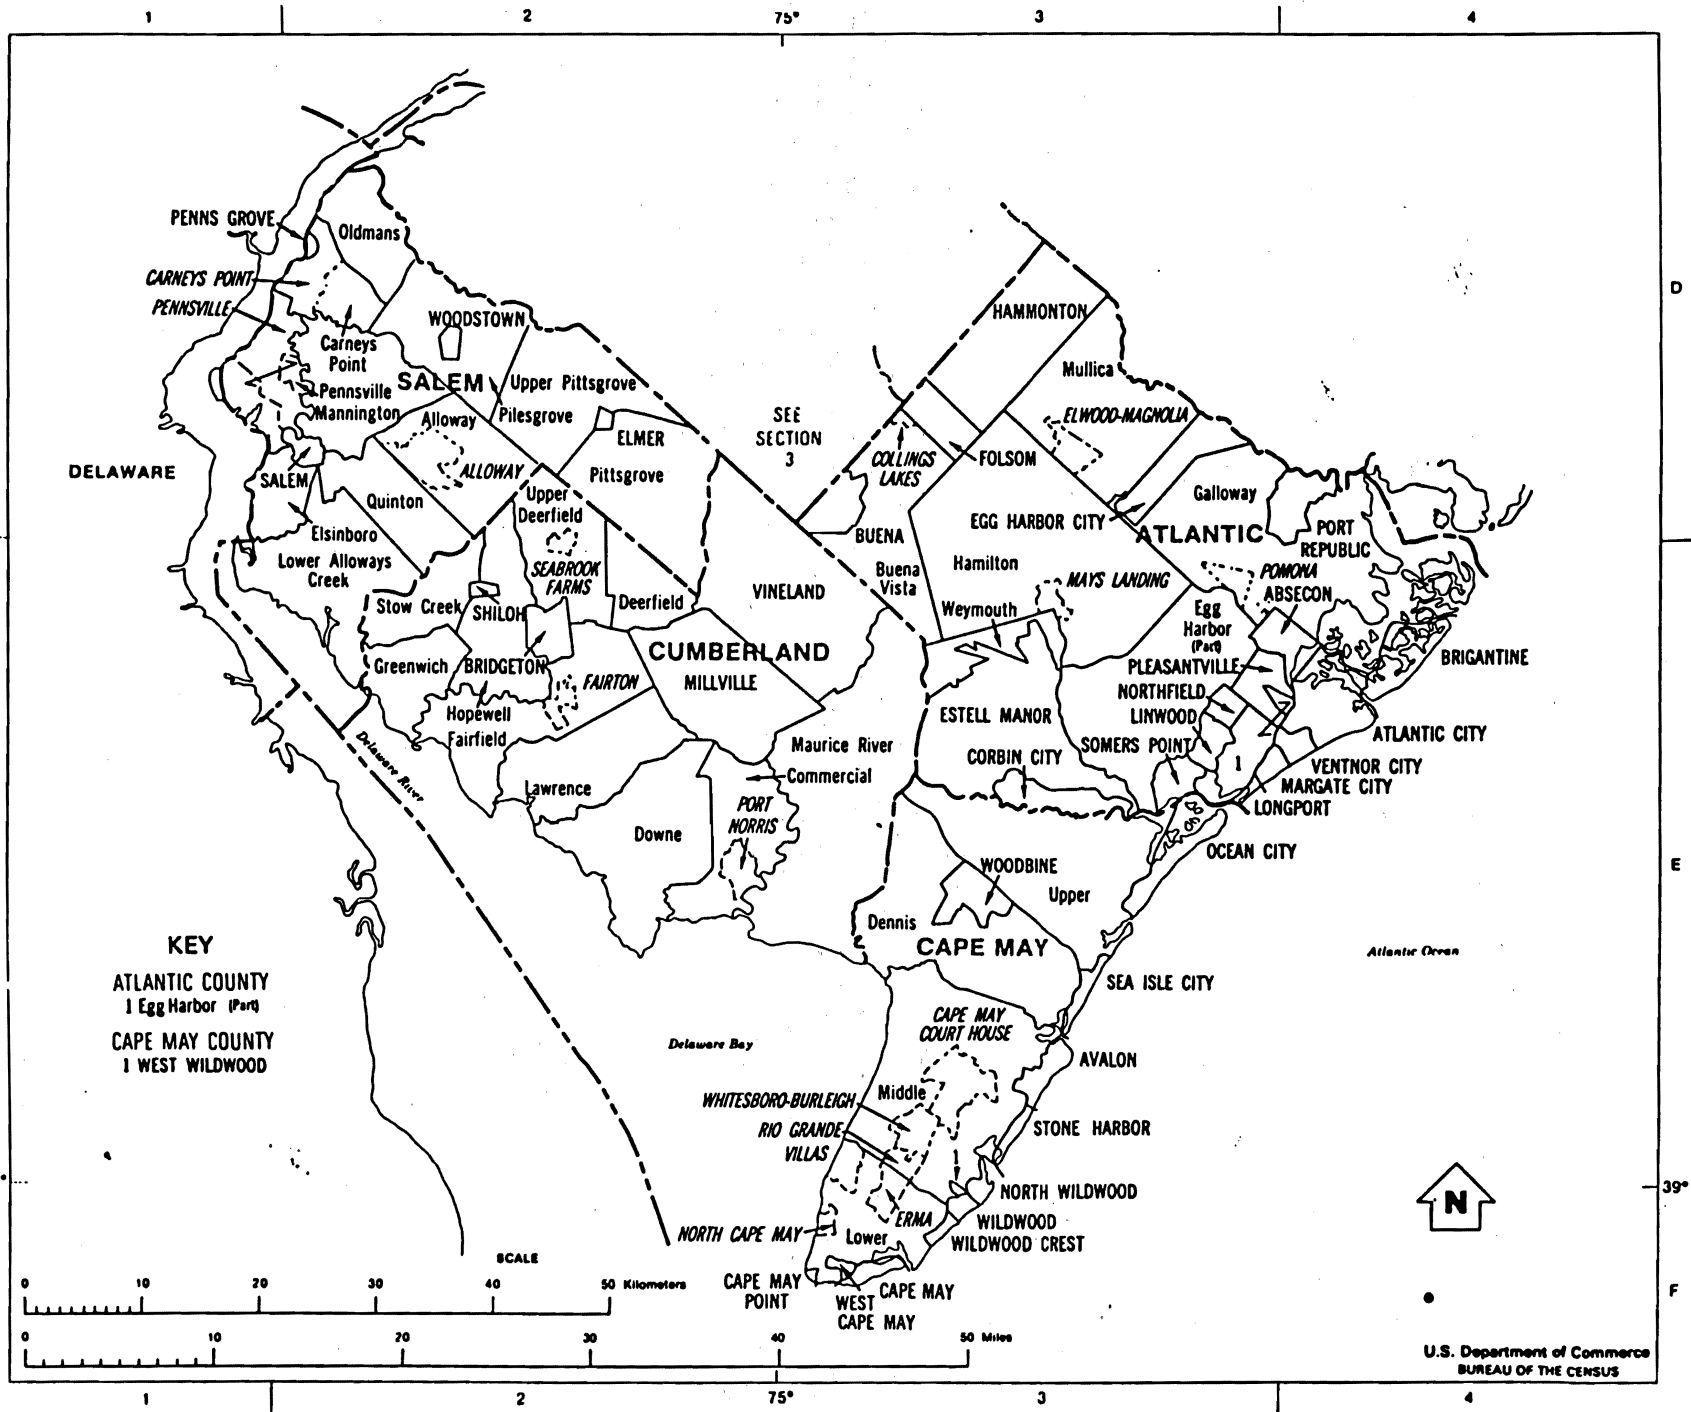 1 2 75° 3 4
PENNS GROVE
Oldmans
CARNEYS POINT
PENNSVILLE
D
HAMMONTON
WOODSTOWN
Carneys
Point
SALEM
Upper Pittsgrove
Mullica
Pennsville
Mannington
Alloway
Pilesgrove
SEE
SECTION
3
ELWOOD-MAGNOLIA
ELMER
COLLINGS
LAKES
FOLSOM
DELAWARE
SALEM
ALLOWAY
Pittsgrove
Quinton
Upper
Deerfield
Galloway
EGG HARBOR CITY
ATLANTIC
PORT
REPUBLIC
Elsinboro
BUENA
Lower Alloways
Creek
SEABROOK
FARMS
Hamilton
Buena
Vista
MAYS LANDING
POMONA
ABSECON
Stow Creek
SHILOH
Deerfield
VINELAND
Weymouth
Egg
Harbor
(Part)
Greenwich
BRIDGETON
CUMBERLAND
MILLVILLE
FAIRTON
PLEASANTVILLE
BRIGANTINE
NORTHFIELD
LINWOOD
Hopewell
Fairfield
ESTELL MANOR
SOMERS POINT
ATLANTIC CITY
Delaware River
Maurice River
Commercial
CORBIN CITY
1
VENTNOR CITY
MARGATE CITY
LONGPORT
Lawrence
PORT
NORRIS
Downe
OCEAN CITY
WOODBINE
Upper
E
Dennis
CAPE MAY
Atlantic Ocean
KEY
ATLANTIC COUNTY
1 Egg Harbor (Part)
CAPE MAY COUNTY
1 WEST WILDWOOD
SEA ISLE CITY
CAPE MAY
COURT HOUSE
Delaware Bay
AVALON
Middle
WHITESBORO-BURLEIGH
RIO GRANDE
VILLAS
STONE HARBOR
1
NORTH WILDWOOD
39°
N
ERMA
WILDWOOD
NORTH CAPE MAY
Lower
WILDWOOD CREST
CAPE MAY
POINT
CAPE MAY
WEST
CAPE MAY
F
SCALE
0 10 20 30 40 50 Kilometers
0 10 20 30 40 50 Miles
U.S. Department of Commerce
BUREAU OF THE CENSUS
1 2 75° 3 4